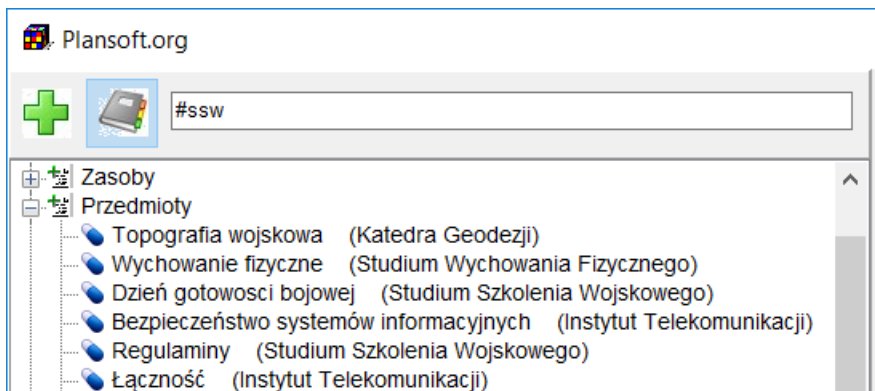 Plansoft.org
#ssw
Zasoby
Przedmioty
Topografia wojskowa (Katedra Geodezji)
Wychowanie fizyczne (Studium Wychowania Fizycznego)
Dzień gotowosci bojowej (Studium Szkolenia Wojskowego)
Bezpieczeństwo systemów informacyjnych (Instytut Telekomunikacji)
Regulaminy (Studium Szkolenia Wojskowego)
Łączność (Instytut Telekomunikacji)